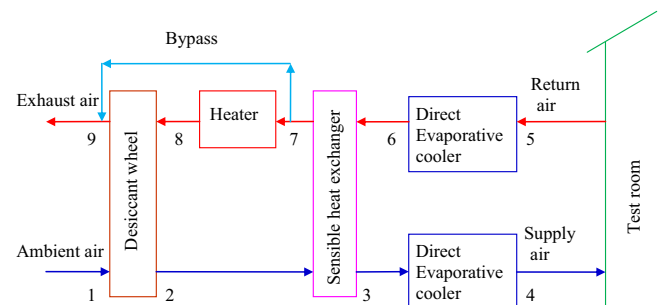 Bypass
Exhaust air
9
Desiccant wheel
8
Heater
7
Sensible heat exchanger
6
Direct
Evaporative
cooler
5
Return
air
Test room
Ambient air
1
2
3
Direct
Evaporative
cooler
4
Supply
air